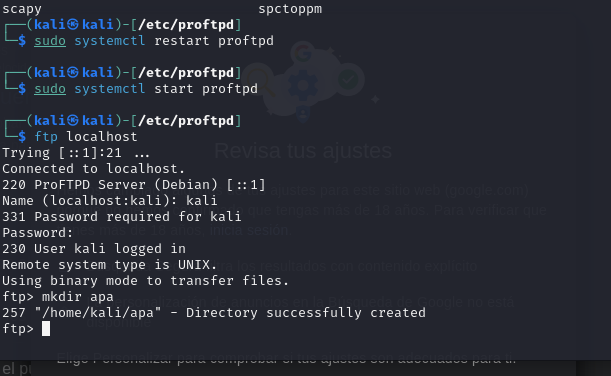 scapy spctoppm
┌──(kali㉿kali)-[/etc/proftpd]
└─$ sudo systemctl restart proftpd
┌──(kali㉿kali)-[/etc/proftpd]
└─$ sudo systemctl start proftpd
┌──(kali㉿kali)-[/etc/proftpd]
└─$ ftp localhost
Trying [::1]:21 ...
Connected to localhost.
Revisa tus ajustes
220 ProFTPD Server (Debian) [::1]
Name (localhost:kali): kali
331 Password required for kali
Password:
230 User kali logged in
Remote system type is UNIX.
Using binary mode to transfer files.
ftp> mkdir apa
257 "/home/kali/apa" - Directory successfully created
ftp>